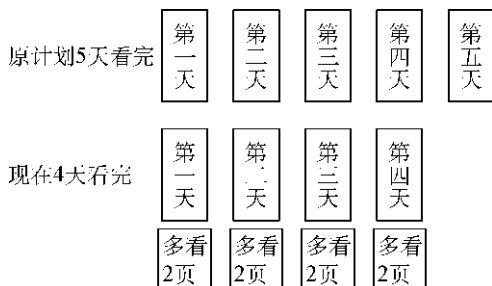 原计划5天看完 第一天 第二天 第三天 第四天 第五天
现在4天看完 第一天 第二天 第三天 第四天
多看2页 多看2页 多看2页 多看2页